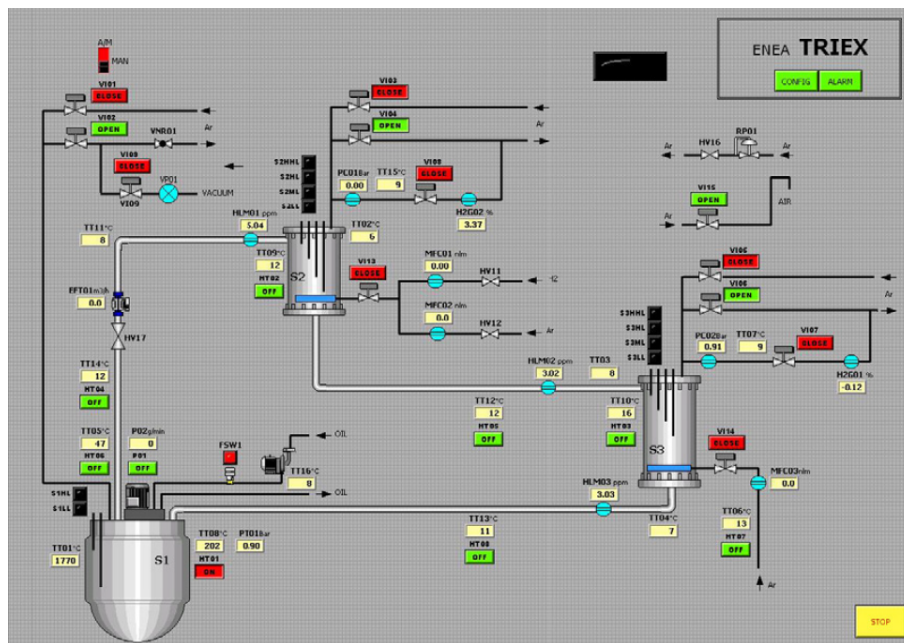 A/M
MAN
ENEA TRIEX
CONFIG ALARM
VI01
CLOSE
VI02
OPEN
VNR01
Ar
VI09
CLOSE
VP01
VI09
VACUUM
VI03
CLOSE
VI04
OPEN
Ar
S2HHL
S2HL
S2ML
S2LL
PC01Bar
0.00
TT15°C
9
VI08
CLOSE
H2G02 %
3.37
HV16
RP01
Ar
Ar
VI15
OPEN
AIR
Ar
TT11°C
8
HLM01 ppm
5.04
TT02°C
6
TT09°C
12
HT02
OFF
S2
VI13
CLOSE
MFC01 nlm
0.00
HV11
H2
MFC02 nlm
0.0
HV12
Ar
FFT01m3/h
0.0
HV17
VI05
CLOSE
VI06
OPEN
Ar
S3HHL
S3HL
S3ML
S3LL
PC02Bar
0.91
TT07°C
9
VI07
CLOSE
H2G01 %
-0.12
TT14°C
12
HT04
OFF
HLM02 ppm
3.02
TT03
8
TT12°C
12
HT05
OFF
TT10°C
16
HT03
OFF
S3
VI14
CLOSE
MFC03nlm
0.0
TT05°C
47
HT06
OFF
P02g/min
0
P01
OFF
FSW1
OIL
TT16°C
8
OIL
S1HL
S1LL
HLM03 ppm
3.03
TT13°C
11
HT08
OFF
TT04°C
7
TT06°C
13
HT07
OFF
Ar
TT01°C
1770
S1
TT08°C
202
HT01
ON
PT01Bar
0.90
STOP